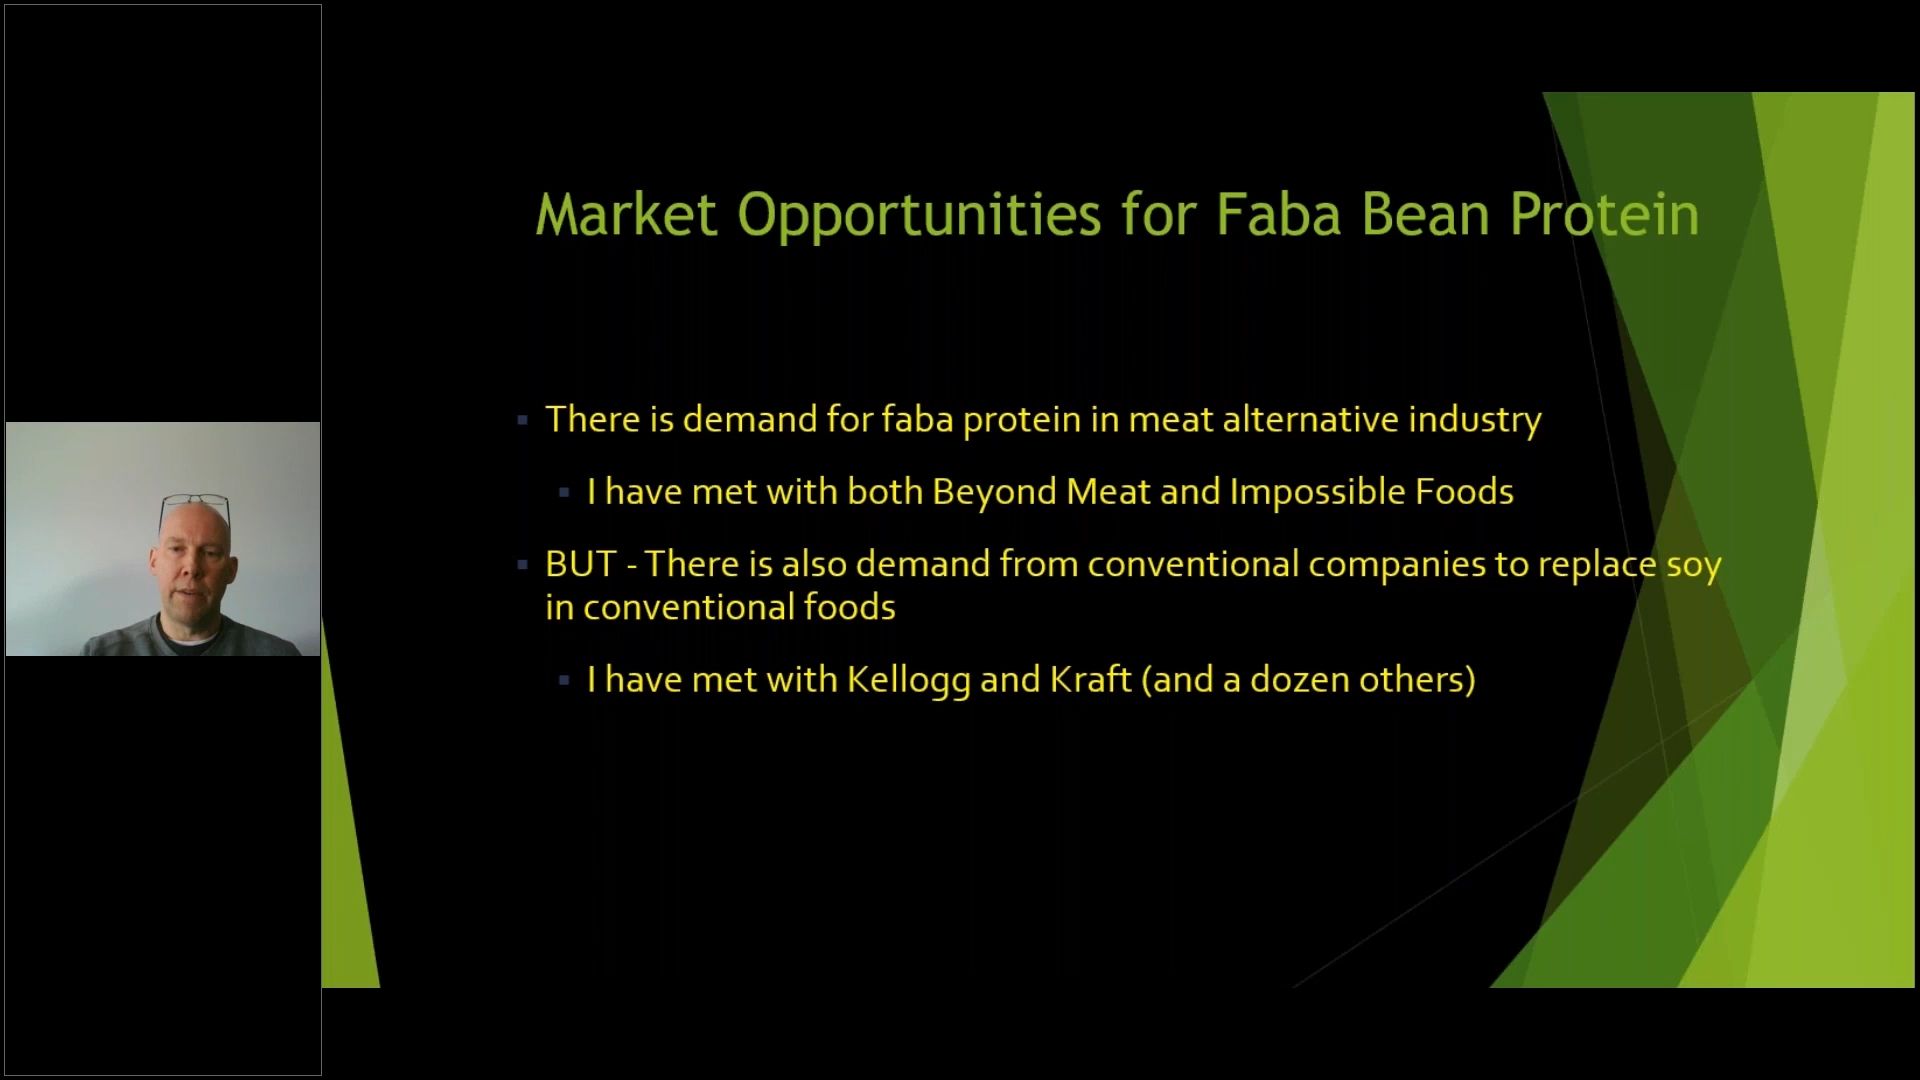 Market Opportunities for Faba Bean Protein
There is demand for faba protein in meat alternative industry
I have met with both Beyond Meat and Impossible Foods
BUT - There is also demand from conventional companies to replace soy
in conventional foods
I have met with Kellogg and Kraft (and a dozen others)